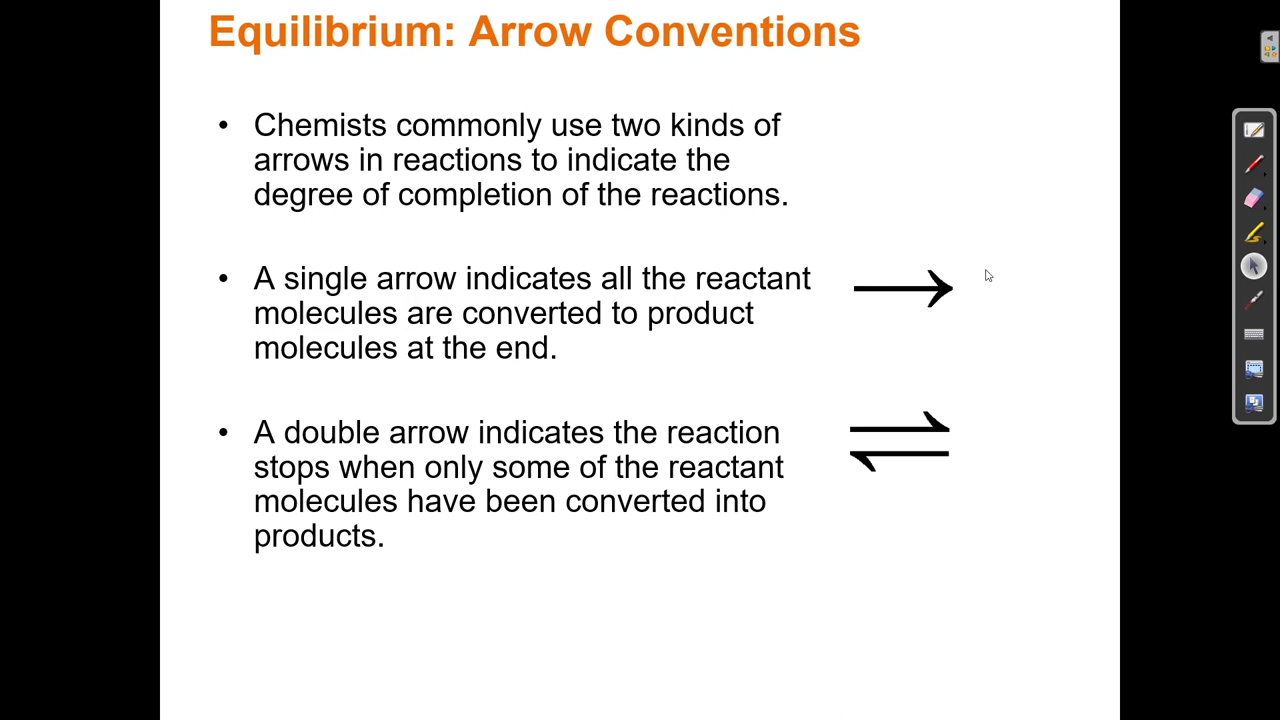 Equilibrium: Arrow Conventions
• Chemists commonly use two kinds of
arrows in reactions to indicate the
degree of completion of the reactions.
• A single arrow indicates all the reactant
molecules are converted to product
molecules at the end.
• A double arrow indicates the reaction
stops when only some of the reactant
molecules have been converted into
products.